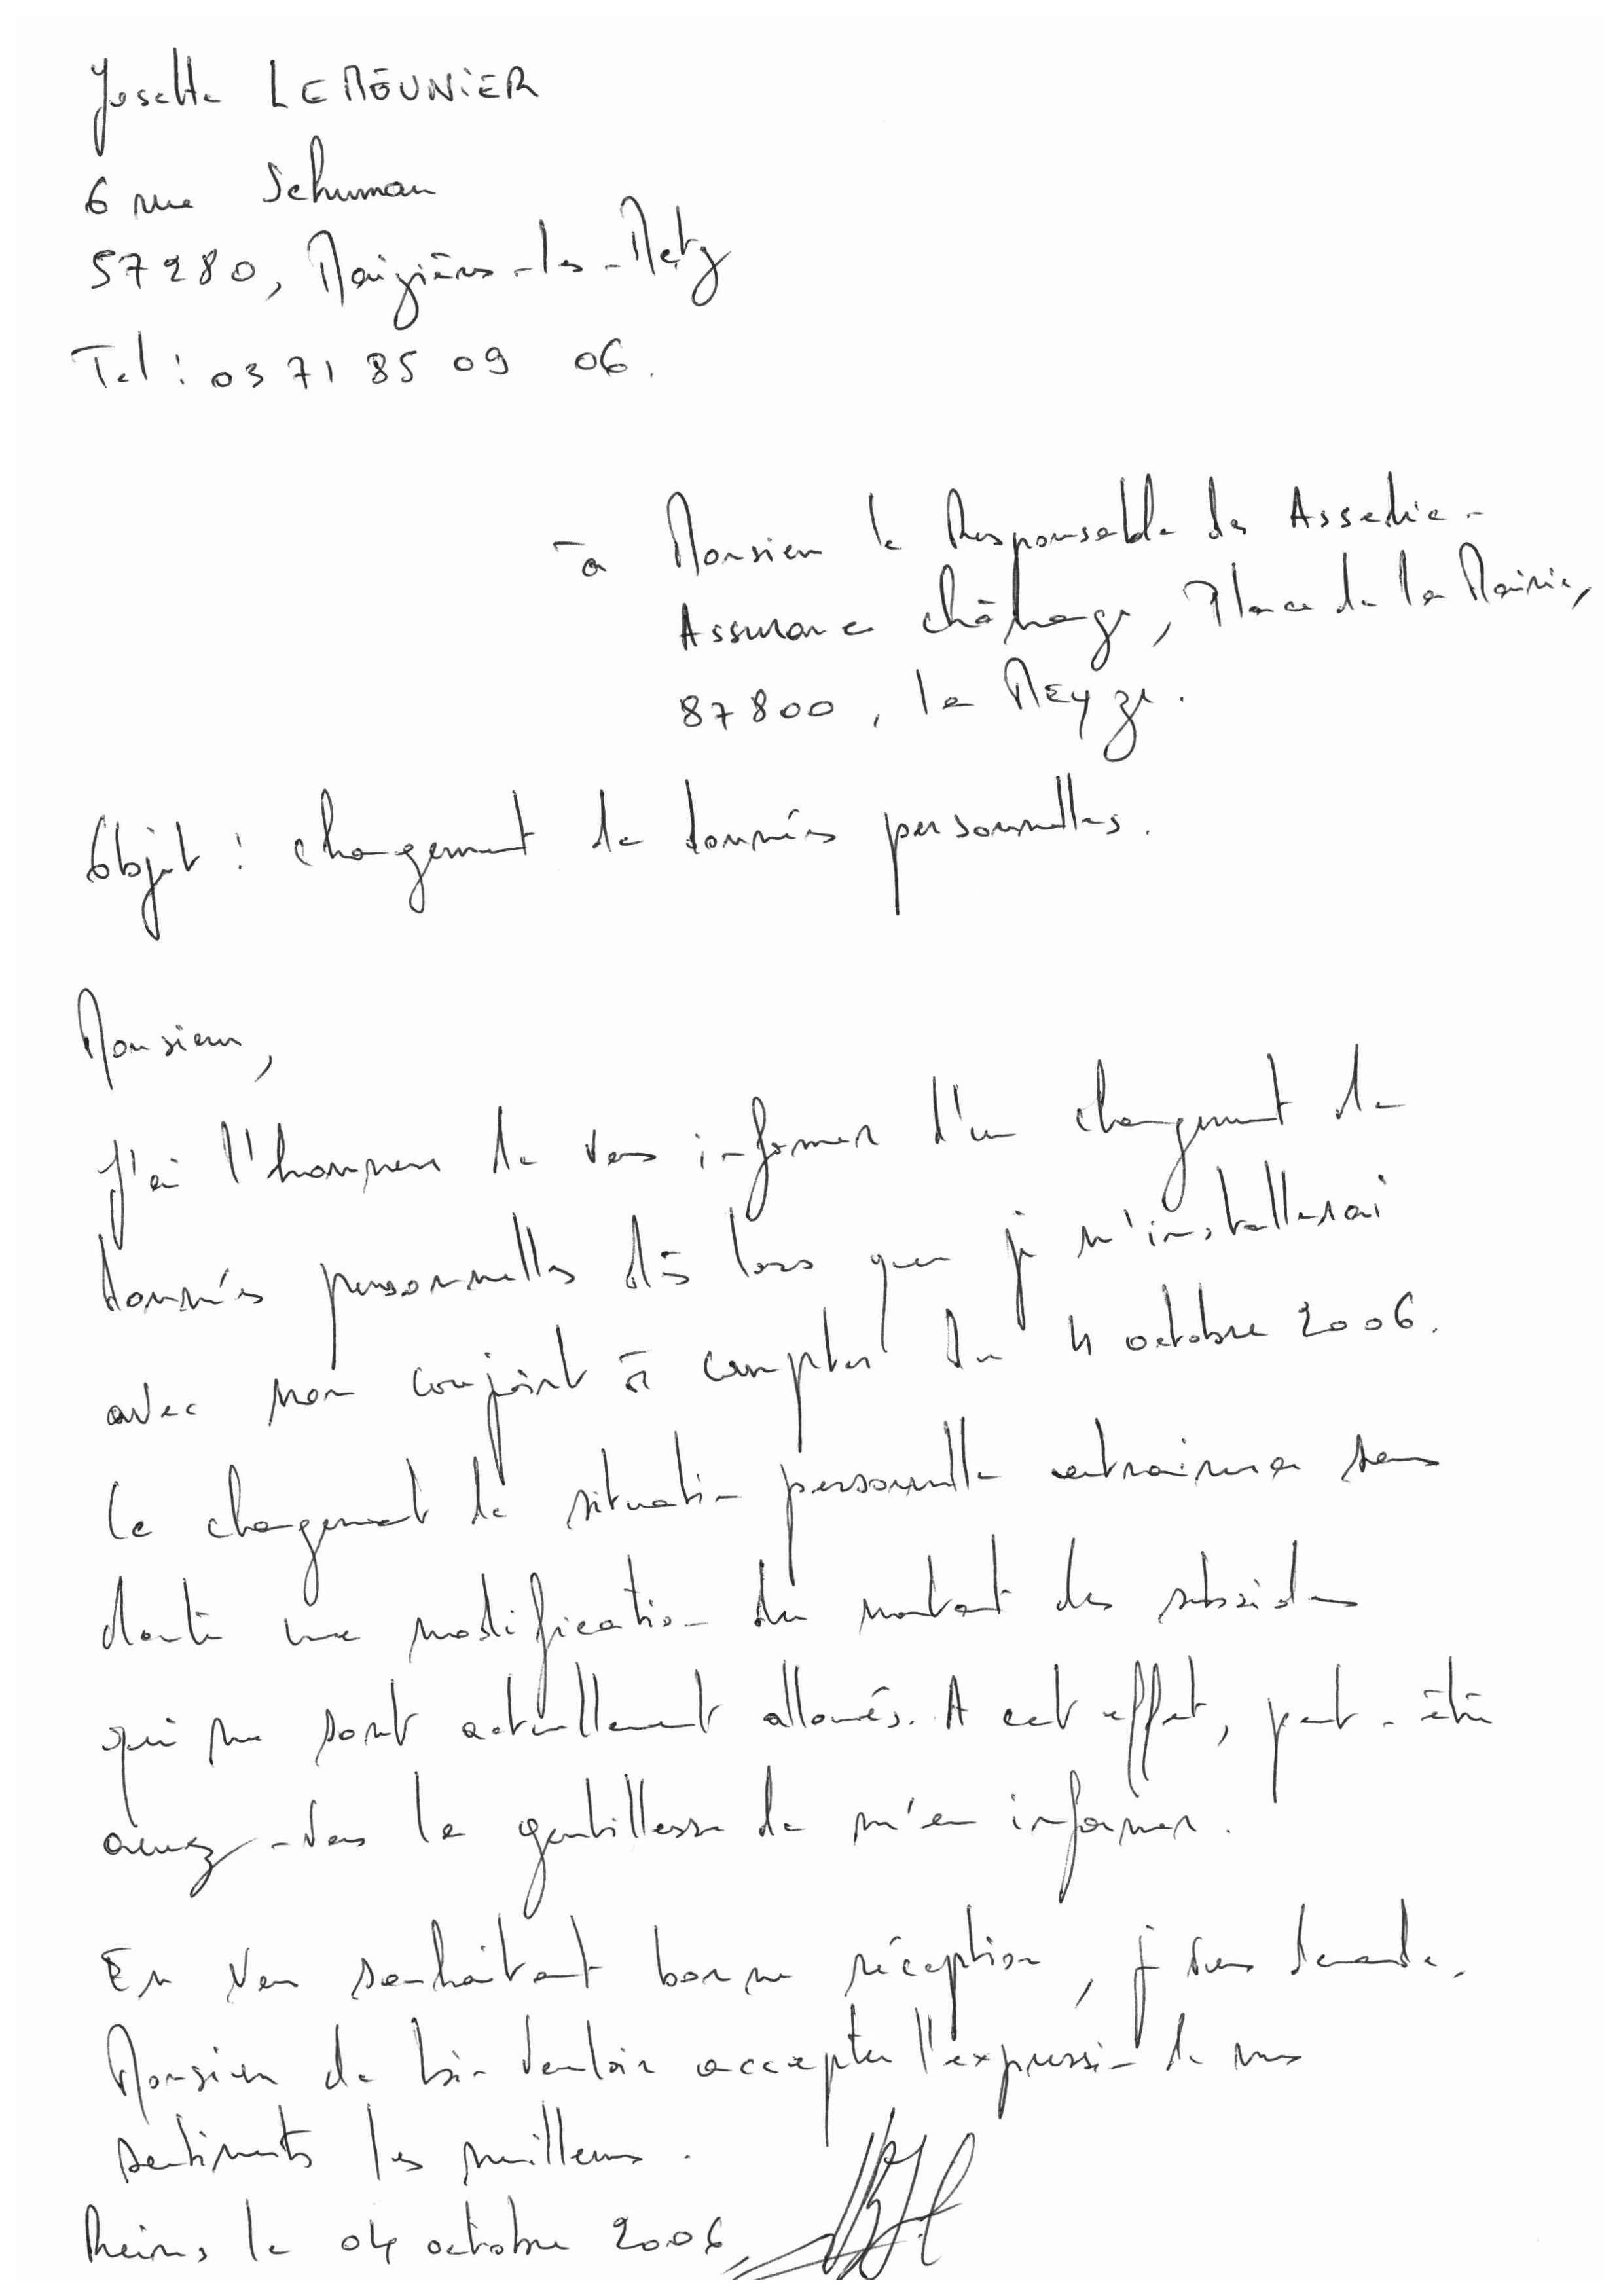 Josette LEMEUNIER
6 rue Schuman
57280, Maizières-les-Metz
Tel : 03 71 85 09 06.
à Monsieur le Responsable des Assedic-
Assurance chômage, Place de la Mairie,
87800, la MEYZE.
Objet : changement de données personnelles.
Monsieur,
J'ai l'honneur de vous informer d'un changement de
données personnelles dès lors que je m'installerai
avec mon conjoint à compter du octobre 2006.
Ce changement de situation personnelle entrainera sans
doute une modification du montant des subsides
qui me sont actuellement alloués. A cet effet, peut-être
aurez-vous la gentillesse de m'en informer.
En vous souhaitant bonne réception, je vous demande,
Monsieur de bien vouloir accepter l'expression de mes
sentiments les meilleurs.
Reims, le 04 octobre 2006